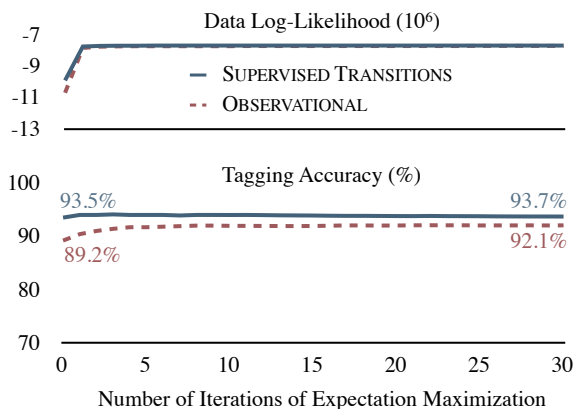 Data Log-Likelihood (10⁶)
-7
-9
-11
-13
SUPERVISED TRANSITIONS
OBSERVATIONAL
Tagging Accuracy (%)
100
90
80
70
93.5%
93.7%
89.2%
92.1%
0 5 10 15 20 25 30
Number of Iterations of Expectation Maximization